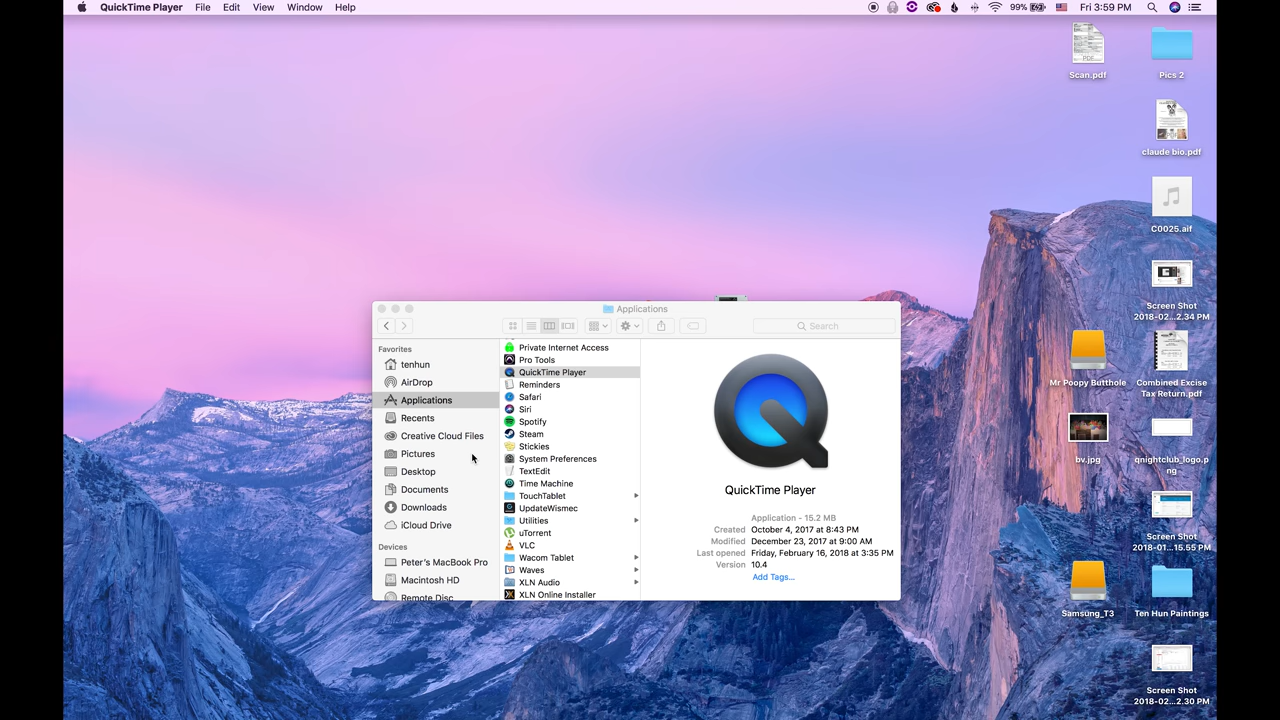 QuickTime Player File Edit View Window Help 99% Fri 3:59 PM
Scan.pdf
PDF
Pics 2
claude bio.pdf
C0025.aif
Screen Shot
2018-02...2.34 PM
Mr Poopy Butthole
Combined Excise
Tax Return.pdf
bv.jpg
qnightclub_logo.p
ng
Screen Shot
2018-01...15.55 PM
Samsung_T3
Ten Hun Paintings
Screen Shot
2018-02...2.30 PM
Applications
Search
Favorites
tenhun
AirDrop
Applications
Recents
Creative Cloud Files
Pictures
Desktop
Documents
Downloads
iCloud Drive
Devices
Peter's MacBook Pro
Macintosh HD
Remote Disc
Private Internet Access
Pro Tools
QuickTime Player
Reminders
Safari
Siri
Spotify
Steam
Stickies
System Preferences
TextEdit
Time Machine
TouchTablet
UpdateWismec
Utilities
uTorrent
VLC
Wacom Tablet
Waves
XLN Audio
XLN Online Installer
QuickTime Player
Application - 15.2 MB
Created October 4, 2017 at 8:43 PM
Modified December 23, 2017 at 9:00 AM
Last opened Friday, February 16, 2018 at 3:35 PM
Version 10.4
Add Tags...